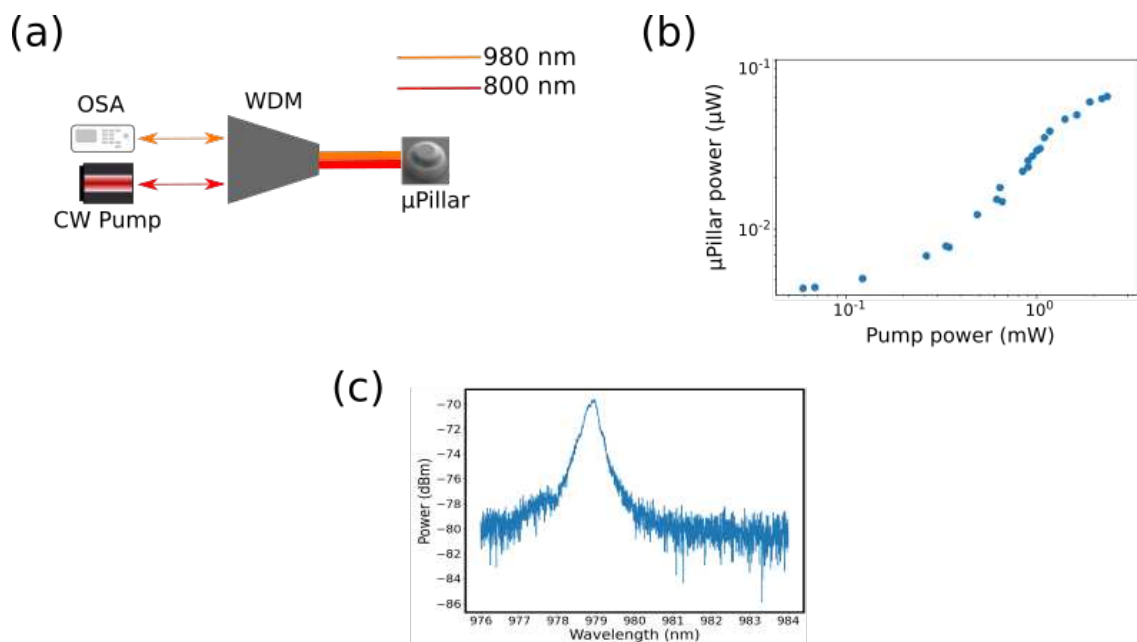 (a)
980 nm
800 nm
OSA
WDM
CW Pump
μPillar
(b)
μPillar power (μW)
10⁻¹
10⁻²
10⁻¹
10⁰
Pump power (mW)
(c)
Power (dBm)
−70
−72
−74
−76
−78
−80
−82
−84
−86
976 977 978 979 980 981 982 983 984
Wavelength (nm)